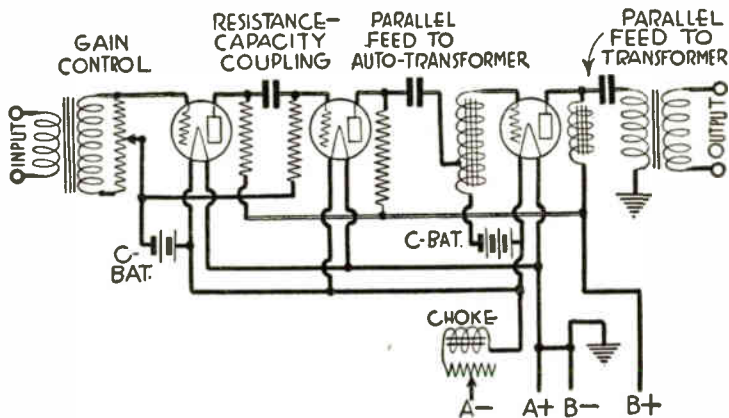 GAIN
CONTROL
RESISTANCE-
CAPACITY
COUPLING
PARALLEL
FEED TO
AUTO-TRANSFORMER
PARALLEL
FEED TO
TRANSFORMER
INPUT
OUTPUT
C-
BAT.
C-BAT.
CHOKE
A-
A+
B-
B+